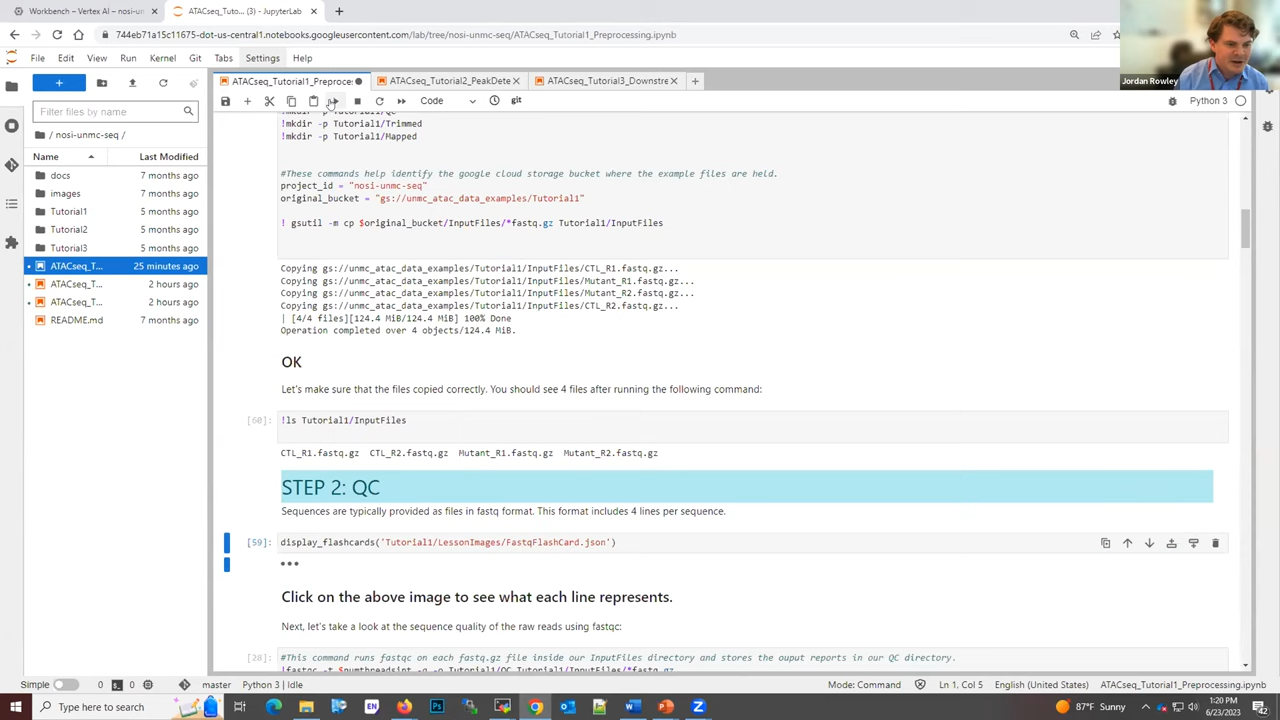 Workbench – Vertex AI – nosi-un
ATACseq_Tuto... (3) - JupyterLab
744eb71a15c11675-dot-us-central1.notebooks.googleusercontent.com/lab/tree/nosi-unmc-seq/ATACseq_Tutorial1_Preprocessing.ipynb
Jordan Rowley
File Edit View Run Kernel Git Tabs Settings Help
ATACseq_Tutorial1_Preproce:
ATACseq_Tutorial2_PeakDete
ATACseq_Tutorial3_Downstre
Code
git
Python 3
Filter files by name
/ nosi-unmc-seq /
Name Last Modified
docs 7 months ago
images 7 months ago
Tutorial1 5 months ago
Tutorial2 5 months ago
Tutorial3 5 months ago
ATACseq_T... 25 minutes ago
ATACseq_T... 2 hours ago
ATACseq_T... 2 hours ago
README.md 7 months ago
!mkdir -p Tutorial1/QC
!mkdir -p Tutorial1/Trimmed
!mkdir -p Tutorial1/Mapped
#These commands help identify the google cloud storage bucket where the example files are held.
project_id = "nosi-unmc-seq"
original_bucket = "gs://unmc_atac_data_examples/Tutorial1"
! gsutil -m cp $original_bucket/InputFiles/*fastq.gz Tutorial1/InputFiles
Copying gs://unmc_atac_data_examples/Tutorial1/InputFiles/CTL_R1.fastq.gz...
Copying gs://unmc_atac_data_examples/Tutorial1/InputFiles/Mutant_R1.fastq.gz...
Copying gs://unmc_atac_data_examples/Tutorial1/InputFiles/Mutant_R2.fastq.gz...
Copying gs://unmc_atac_data_examples/Tutorial1/InputFiles/CTL_R2.fastq.gz...
| [4/4 files][124.4 MiB/124.4 MiB] 100% Done
Operation completed over 4 objects/124.4 MiB.
OK
Let's make sure that the files copied correctly. You should see 4 files after running the following command:
[60]: !ls Tutorial1/InputFiles
CTL_R1.fastq.gz CTL_R2.fastq.gz Mutant_R1.fastq.gz Mutant_R2.fastq.gz
STEP 2: QC
Sequences are typically provided as files in fastq format. This format includes 4 lines per sequence.
[59]: display_flashcards('Tutorial1/LessonImages/FastqFlashCard.json')
•••
Click on the above image to see what each line represents.
Next, let's take a look at the sequence quality of the raw reads using fastqc:
[28]: #This command runs fastqc on each fastq.gz file inside our InputFiles directory and stores the ouput reports in our QC directory.
!fastqc -t $numthreadsint -q -o Tutorial1/QC Tutorial1/InputFiles/*fastq.gz
Simple 0 0 master Python 3 | Idle Mode: Command Ln 1, Col 5 English (United States) ATACseq_Tutorial1_Preprocessing.ipynb
Type here to search
87°F Sunny
1:20 PM
6/23/2023
42